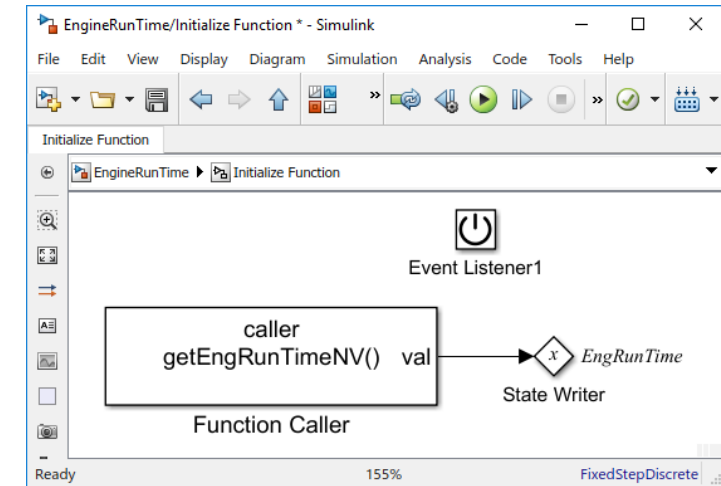 EngineRunTime/Initialize Function * - Simulink
File Edit View Display Diagram Simulation Analysis Code Tools Help
» »
Initialize Function
EngineRunTime Initialize Function
Event Listener1
caller
getEngRunTimeNV() val
x EngRunTime
State Writer
Function Caller
Ready 155% FixedStepDiscrete